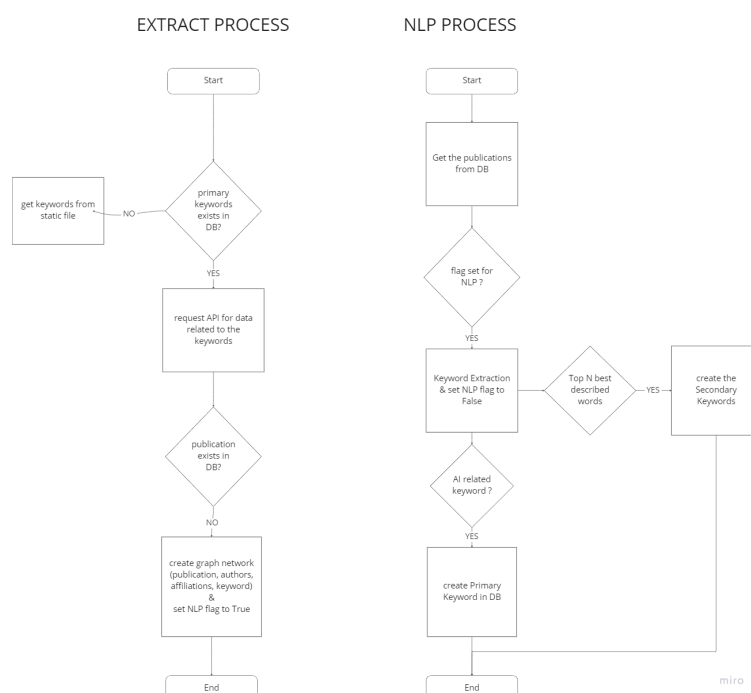 EXTRACT PROCESS
NLP PROCESS
Start
primary
keywords
exists in
DB?
NO
get keywords from
static file
YES
request API for data
related to the
keywords
publication
exists in
DB?
NO
create graph network
(publication, authors,
affiliations, keyword)
&
set NLP flag to True
End
Start
Get the publications
from DB
flag set for
NLP ?
YES
Keyword Extraction
& set NLP flag to
False
Top N best
described
words
YES
create the
Secondary
Keywords
AI related
keyword ?
YES
create Primary
Keyword in DB
End
miro